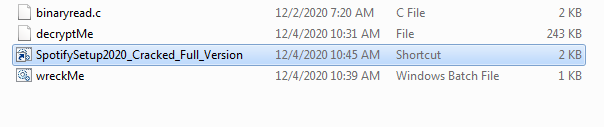 binaryread.c 12/2/2020 7:20 AM C File 2 KB
decryptMe 12/4/2020 10:31 AM File 243 KB
SpotifySetup2020_Cracked_Full_Version 12/4/2020 10:45 AM Shortcut 2 KB
wreckMe 12/4/2020 10:39 AM Windows Batch File 1 KB